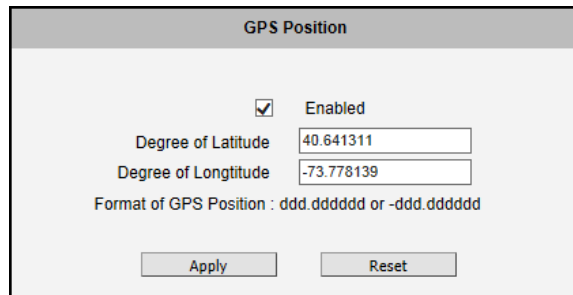 GPS Position
Enabled
Degree of Latitude 40.641311
Degree of Longtitude -73.778139
Format of GPS Position : ddd.dddddd or -ddd.dddddd
Apply Reset